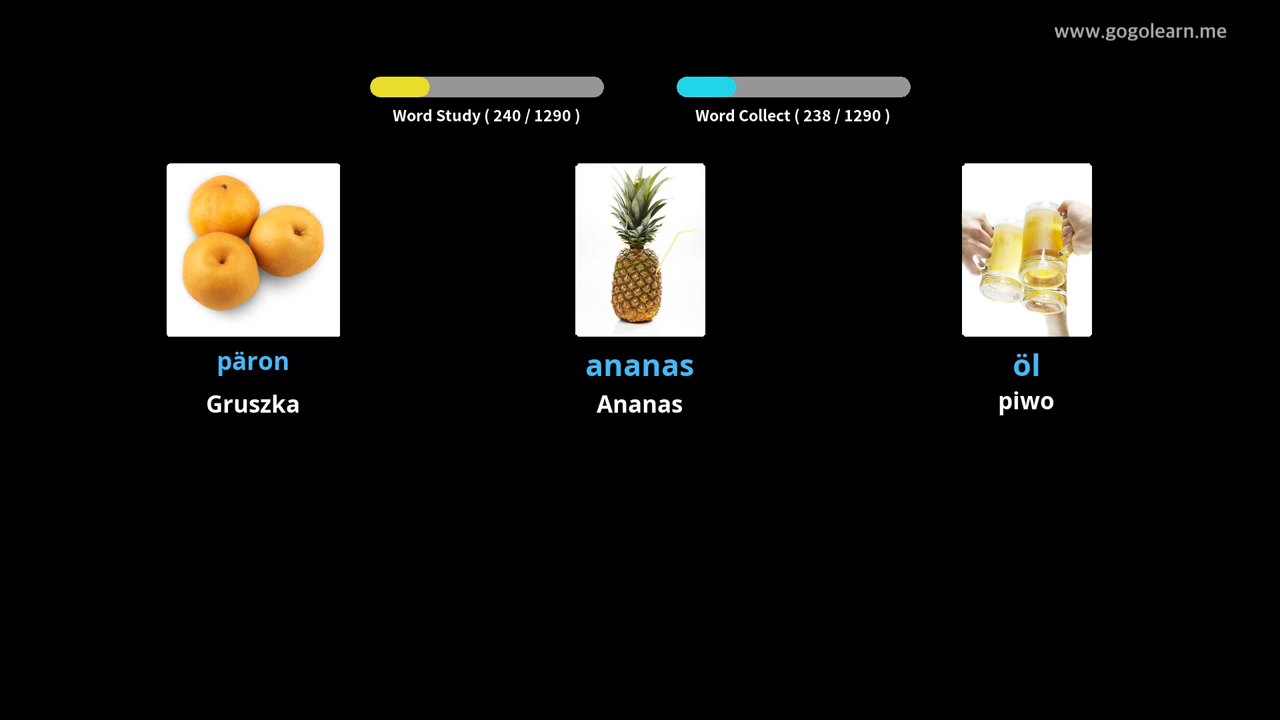 www.gogolearn.me
Word Study ( 240 / 1290 )
Word Collect ( 238 / 1290 )
päron
ananas
öl
Gruszka
Ananas
piwo